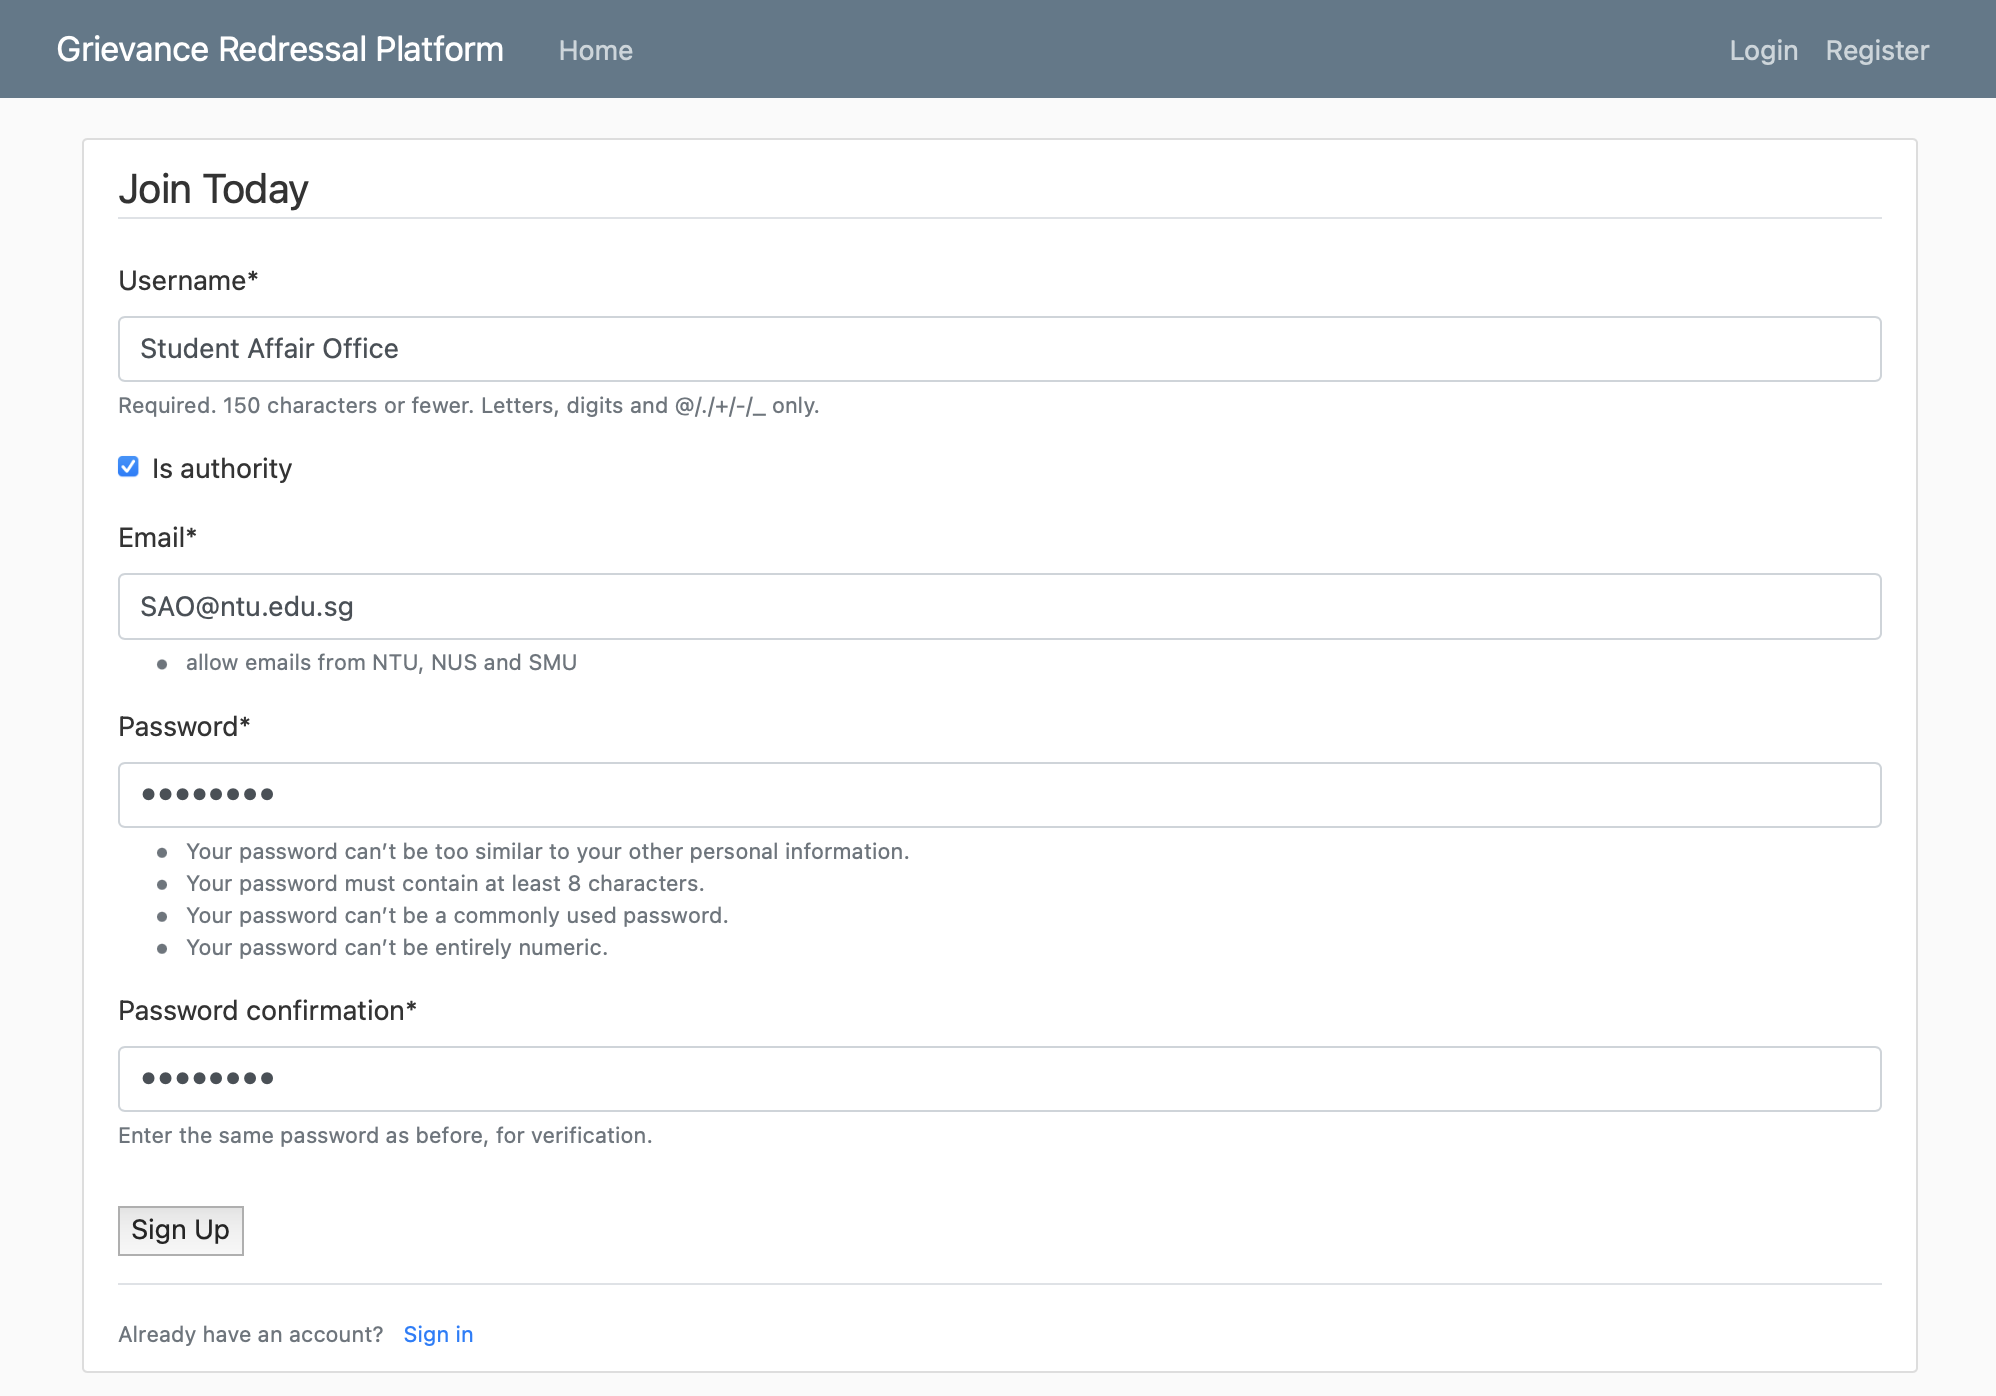 Grievance Redressal Platform Home Login Register
Join Today
Username*
Student Affair Office
Required. 150 characters or fewer. Letters, digits and @/./+/-/_ only.
Is authority
Email*
SAO@ntu.edu.sg
allow emails from NTU, NUS and SMU
Password*
••••••••
Your password can’t be too similar to your other personal information.
Your password must contain at least 8 characters.
Your password can’t be a commonly used password.
Your password can’t be entirely numeric.
Password confirmation*
••••••••
Enter the same password as before, for verification.
Sign Up
Already have an account? Sign in